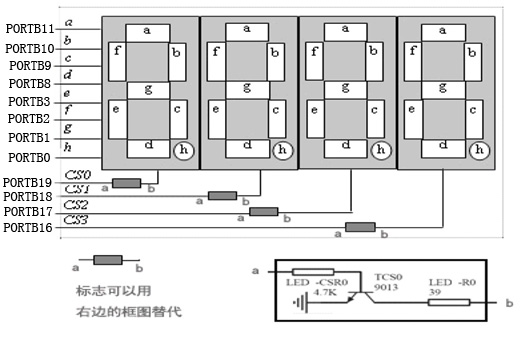 PORTB11 a
PORTB10 b
PORTB9 c
PORTB8 d
PORTB3 e
PORTB2 f
PORTB1 g
PORTB0 h
a a a a
f b f b f b f b
g g g g
e c e c e c e c
d h d h d h d h
PORTB19 CS0 a b
PORTB18 CS1 a b
PORTB17 CS2 a b
PORTB16 CS3 a b
a b
标志可以用
右边的框图替代
a b
LED -CSR0 TCS0 LED -R0
4.7K 9013 39